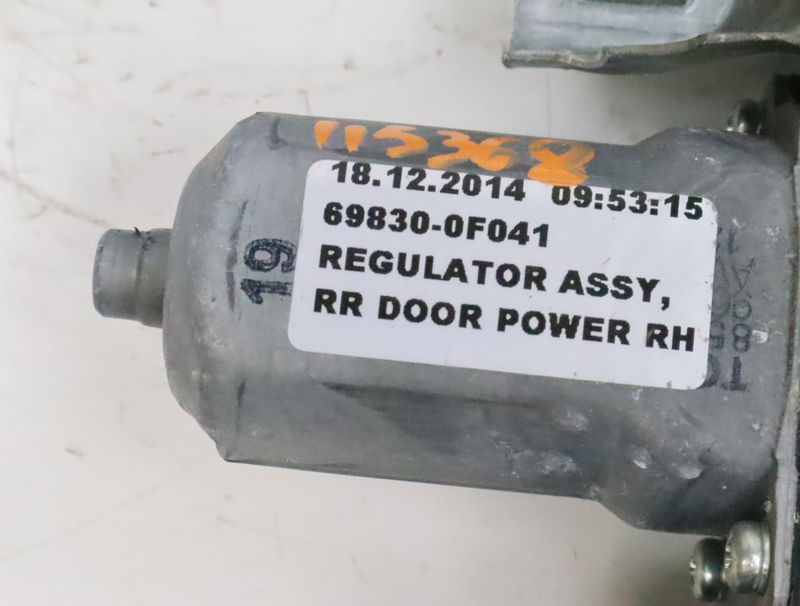 115368
18.12.2014 09:53:15
69830-0F041
REGULATOR ASSY,
RR DOOR POWER RH
19